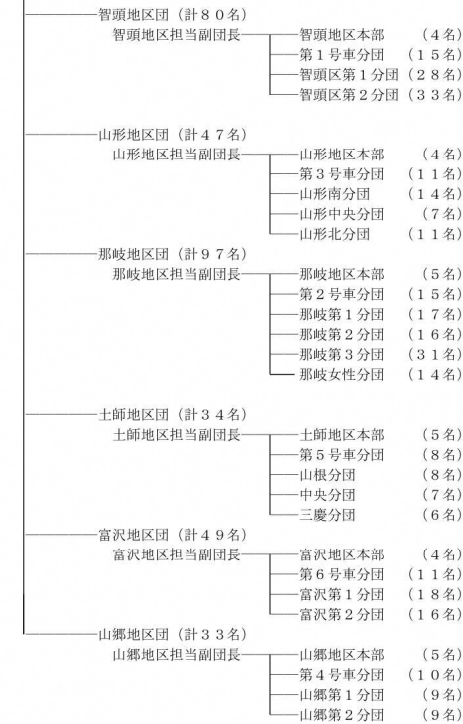 智頭地区団（計８０名）
智頭地区担当副団長 智頭地区本部 （４名）
第１号車分団 （１５名）
智頭区第１分団 （２８名）
智頭区第２分団 （３３名）
山形地区団（計４７名）
山形地区担当副団長 山形地区本部 （４名）
第３号車分団 （１１名）
山形南分団 （１４名）
山形中央分団 （７名）
山形北分団 （１１名）
那岐地区団（計９７名）
那岐地区担当副団長 那岐地区本部 （５名）
第２号車分団 （１５名）
那岐第１分団 （１７名）
那岐第２分団 （１６名）
那岐第３分団 （３１名）
那岐女性分団 （１４名）
土師地区団（計３４名）
土師地区担当副団長 土師地区本部 （５名）
第５号車分団 （８名）
山根分団 （８名）
中央分団 （７名）
三慶分団 （６名）
富沢地区団（計４９名）
富沢地区担当副団長 富沢地区本部 （４名）
第６号車分団 （１１名）
富沢第１分団 （１８名）
富沢第２分団 （１６名）
山郷地区団（計３３名）
山郷地区担当副団長 山郷地区本部 （５名）
第４号車分団 （１０名）
山郷第１分団 （９名）
山郷第２分団 （９名）